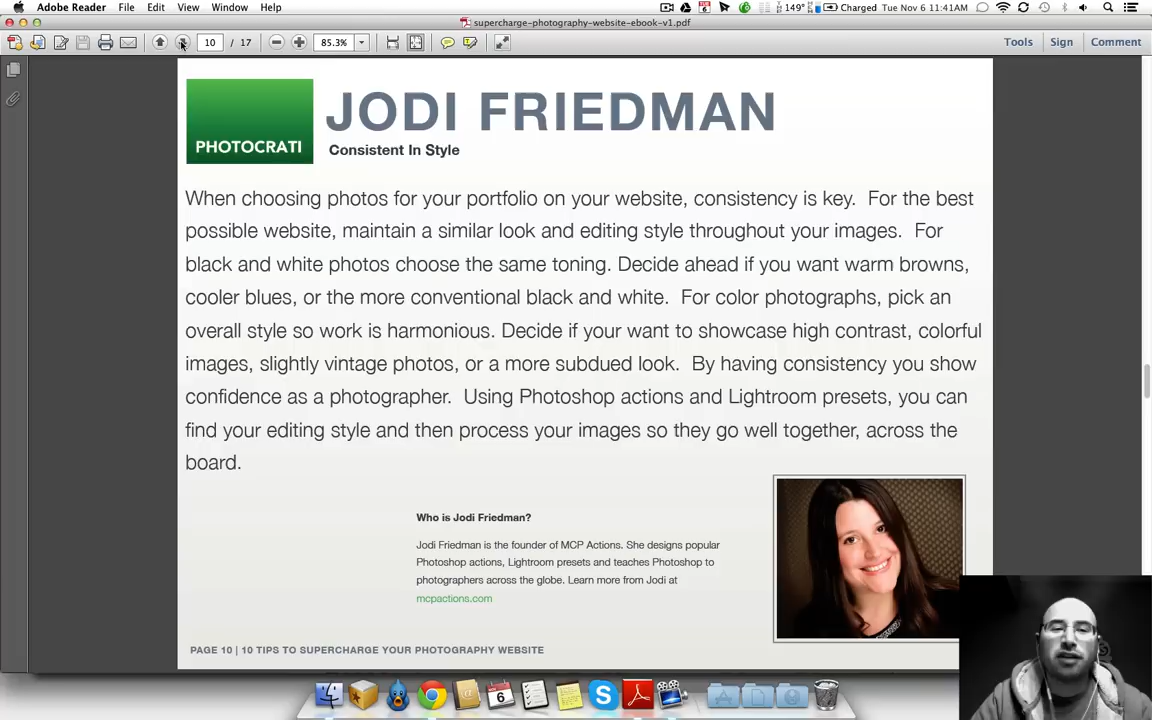 Adobe Reader File Edit View Window Help
149° Charged Tue Nov 6 11:41AM
supercharge-photography-website-ebook-v1.pdf
10 / 17 85.3% Tools Sign Comment
PHOTOCRATI
JODI FRIEDMAN
Consistent In Style
When choosing photos for your portfolio on your website, consistency is key. For the best
possible website, maintain a similar look and editing style throughout your images. For
black and white photos choose the same toning. Decide ahead if you want warm browns,
cooler blues, or the more conventional black and white. For color photographs, pick an
overall style so work is harmonious. Decide if your want to showcase high contrast, colorful
images, slightly vintage photos, or a more subdued look. By having consistency you show
confidence as a photographer. Using Photoshop actions and Lightroom presets, you can
find your editing style and then process your images so they go well together, across the
board.
Who is Jodi Friedman?
Jodi Friedman is the founder of MCP Actions. She designs popular
Photoshop actions, Lightroom presets and teaches Photoshop to
photographers across the globe. Learn more from Jodi at
mcpactions.com
PAGE 10 | 10 TIPS TO SUPERCHARGE YOUR PHOTOGRAPHY WEBSITE
6